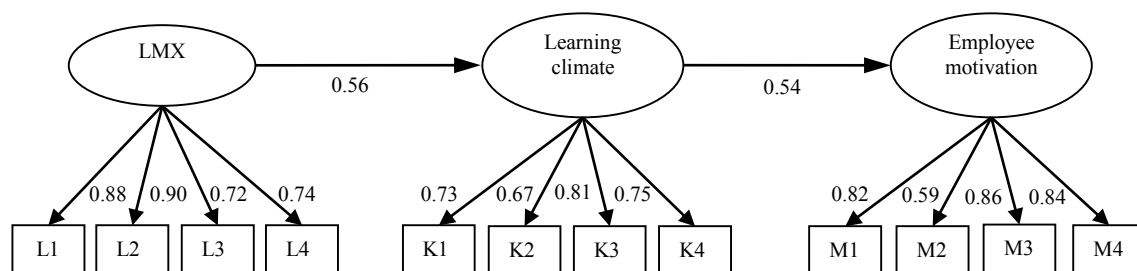 LMX
Learning
climate
Employee
motivation
0.56
0.54
0.88
0.90
0.72
0.74
0.73
0.67
0.81
0.75
0.82
0.59
0.86
0.84
L1
L2
L3
L4
K1
K2
K3
K4
M1
M2
M3
M4